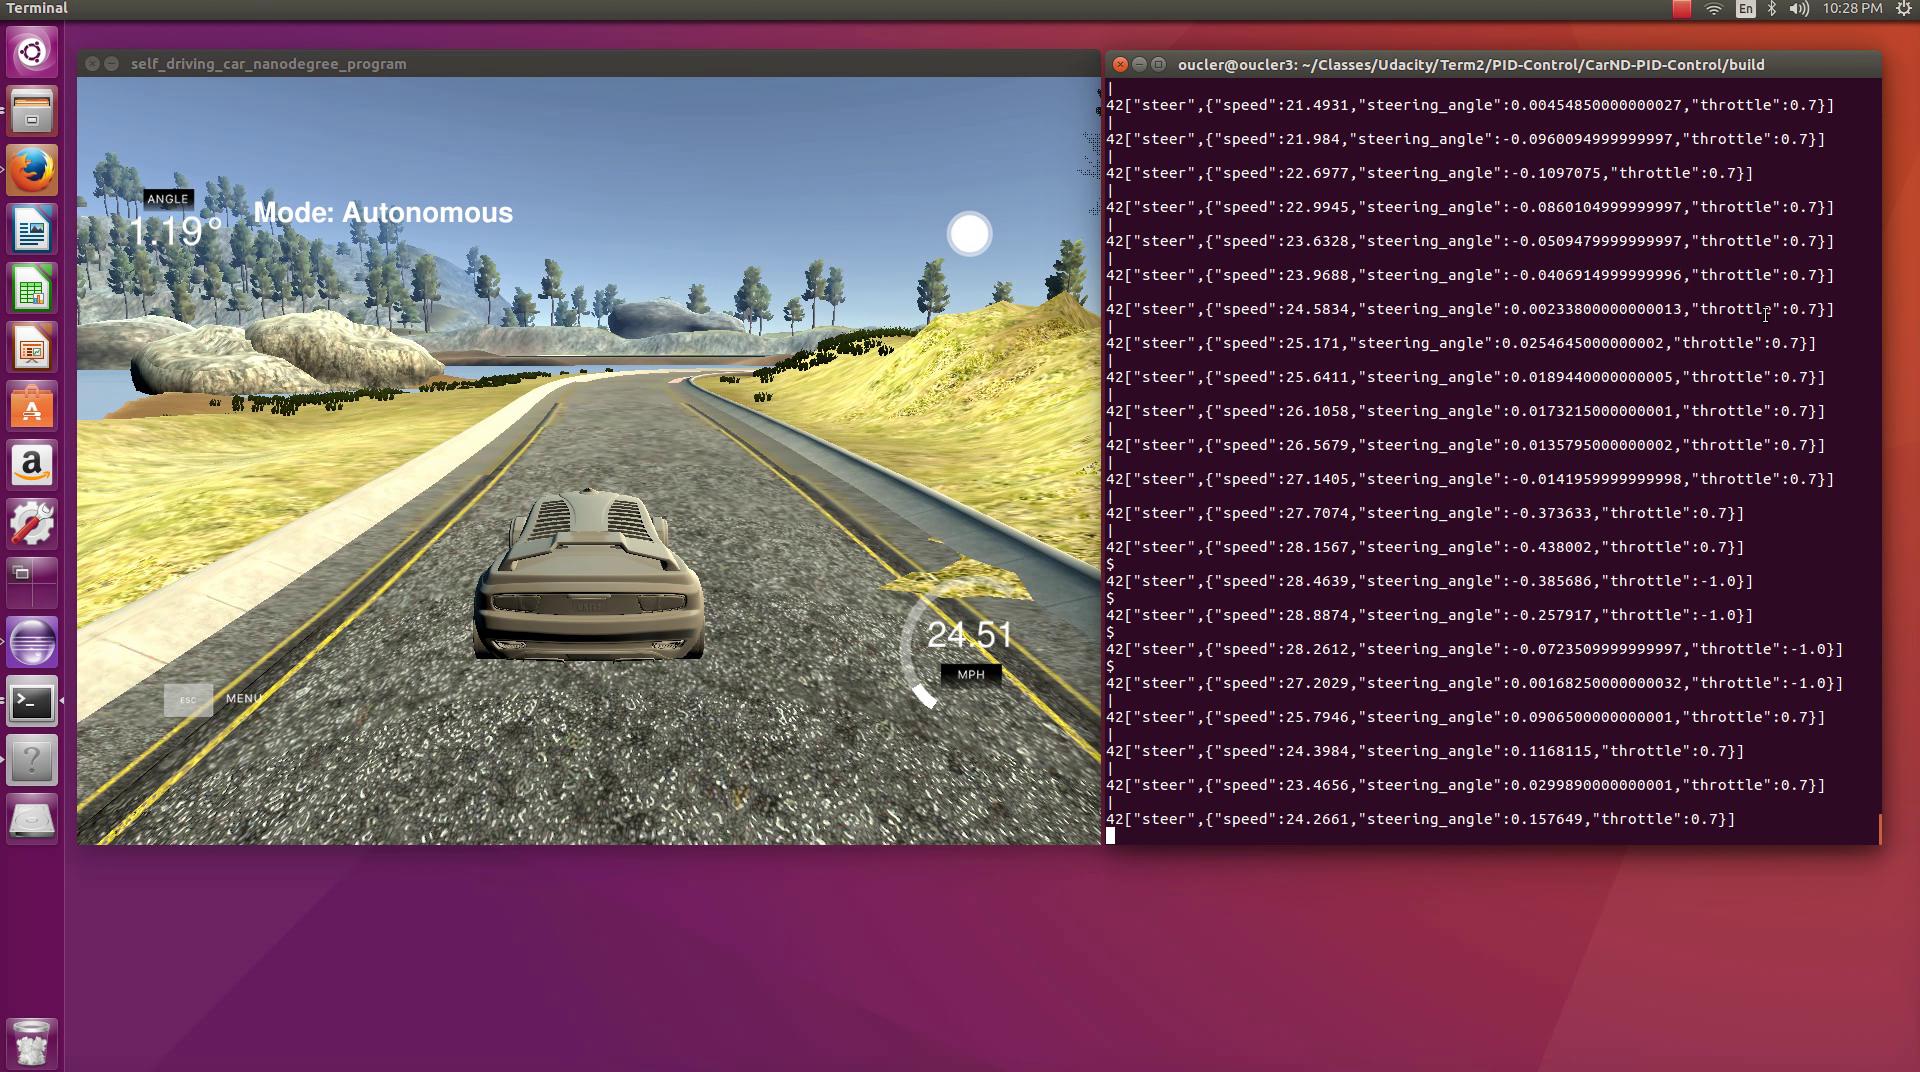 Terminal
En
10:28 PM
self_driving_car_nanodegree_program
ANGLE
1.19°
Mode: Autonomous
24.51
MPH
ESC
MENU
oucler@oucler3: ~/Classes/Udacity/Term2/PID-Control/CarND-PID-Control/build
|
42["steer",{"speed":21.4931,"steering_angle":0.00454850000000027,"throttle":0.7}]
|
42["steer",{"speed":21.984,"steering_angle":-0.0960094999999997,"throttle":0.7}]
|
42["steer",{"speed":22.6977,"steering_angle":-0.1097075,"throttle":0.7}]
|
42["steer",{"speed":22.9945,"steering_angle":-0.0860104999999997,"throttle":0.7}]
|
42["steer",{"speed":23.6328,"steering_angle":-0.0509479999999997,"throttle":0.7}]
|
42["steer",{"speed":23.9688,"steering_angle":-0.0406914999999996,"throttle":0.7}]
|
42["steer",{"speed":24.5834,"steering_angle":0.00233800000000013,"throttle":0.7}]
|
42["steer",{"speed":25.171,"steering_angle":0.0254645000000002,"throttle":0.7}]
|
42["steer",{"speed":25.6411,"steering_angle":0.0189440000000005,"throttle":0.7}]
|
42["steer",{"speed":26.1058,"steering_angle":0.0173215000000001,"throttle":0.7}]
|
42["steer",{"speed":26.5679,"steering_angle":0.0135795000000002,"throttle":0.7}]
|
42["steer",{"speed":27.1405,"steering_angle":-0.0141959999999998,"throttle":0.7}]
|
42["steer",{"speed":27.7074,"steering_angle":-0.373633,"throttle":0.7}]
|
42["steer",{"speed":28.1567,"steering_angle":-0.438002,"throttle":0.7}]
$
42["steer",{"speed":28.4639,"steering_angle":-0.385686,"throttle":-1.0}]
$
42["steer",{"speed":28.8874,"steering_angle":-0.257917,"throttle":-1.0}]
$
42["steer",{"speed":28.2612,"steering_angle":-0.0723509999999997,"throttle":-1.0}]
$
42["steer",{"speed":27.2029,"steering_angle":0.00168250000000032,"throttle":-1.0}]
|
42["steer",{"speed":25.7946,"steering_angle":0.0906500000000001,"throttle":0.7}]
|
42["steer",{"speed":24.3984,"steering_angle":0.1168115,"throttle":0.7}]
|
42["steer",{"speed":23.4656,"steering_angle":0.0299890000000001,"throttle":0.7}]
|
42["steer",{"speed":24.2661,"steering_angle":0.157649,"throttle":0.7}]